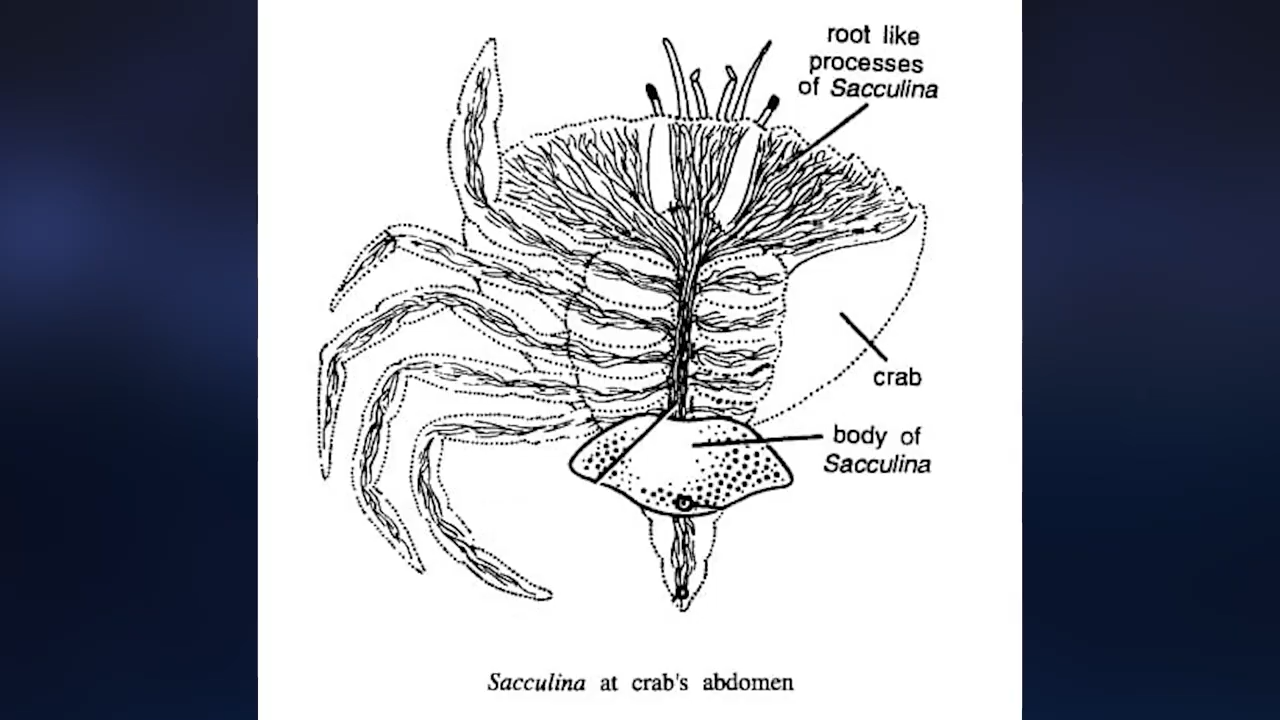 root like
processes
of Sacculina
crab
body of
Sacculina
Sacculina at crab's abdomen